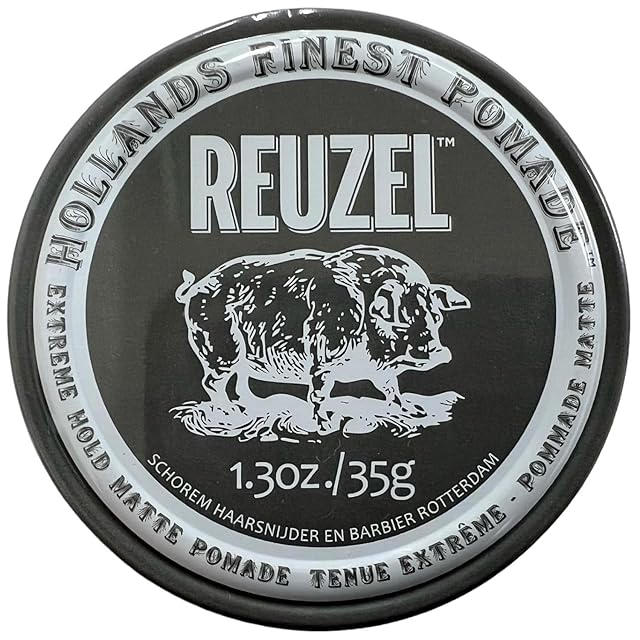 HOLLANDS FINEST POMADE™
REUZEL™
1.3oz./35g
SCHOREM HAARSNIJDER EN BARBIER ROTTERDAM
EXTREME HOLD MATTE POMADE TENUE EXTRÊME - POMMADE MATTE